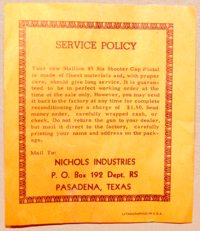 SERVICE POLICY
Your new Stallion 45 Six Shooter Cap Pistol
is made of finest materials and, with proper
care, should give long service. It is guaran-
teed to be in perfect working order at the
time of the sale only. However, you may send
it back to the factory at any time for complete
reconditioning for a charge of $1.50. Send
money order, carefully wrapped cash, or
check. Do not return the gun to your dealer,
but mail it direct to the factory, carefully
printing your name and address on the pack-
age.
Mail To:
NICHOLS INDUSTRIES
P. O. Box 192 Dept. RS
PASADENA, TEXAS
LITHOGRAPHED IN U.S.A.